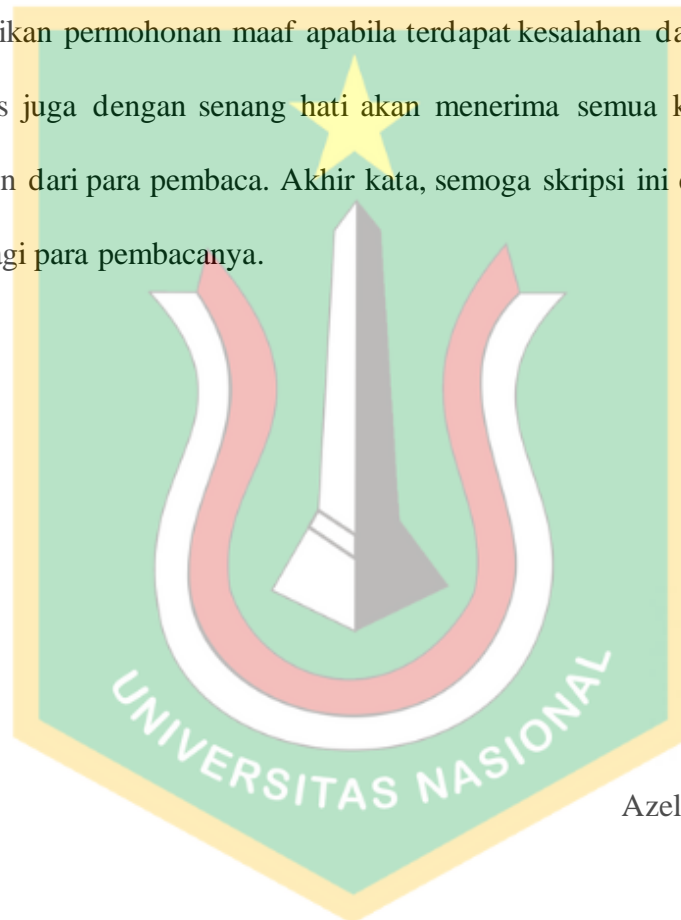 ikan permohonan maaf apabila terdapat kesalahan da
s juga dengan senang hati akan menerima semua k
n dari para pembaca. Akhir kata, semoga skripsi ini
agi para pembacanya.
UNIVERSITAS NASIONAL
Azel